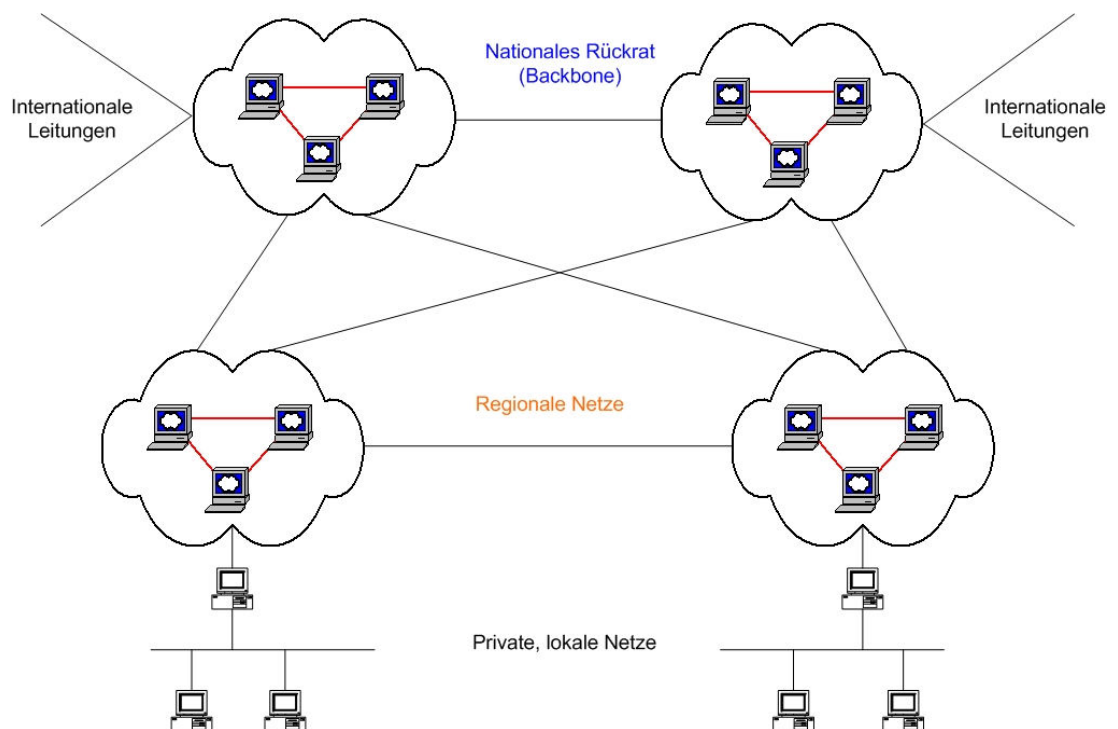 Nationales Rückrat
(Backbone)
Internationale
Leitungen
Internationale
Leitungen
Regionale Netze
Private, lokale Netze